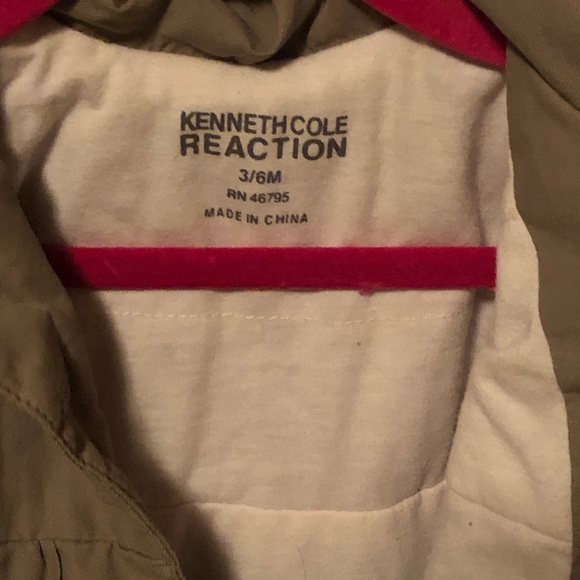 KENNETH COLE
REACTION
3/6M
RN 46795
MADE IN CHINA